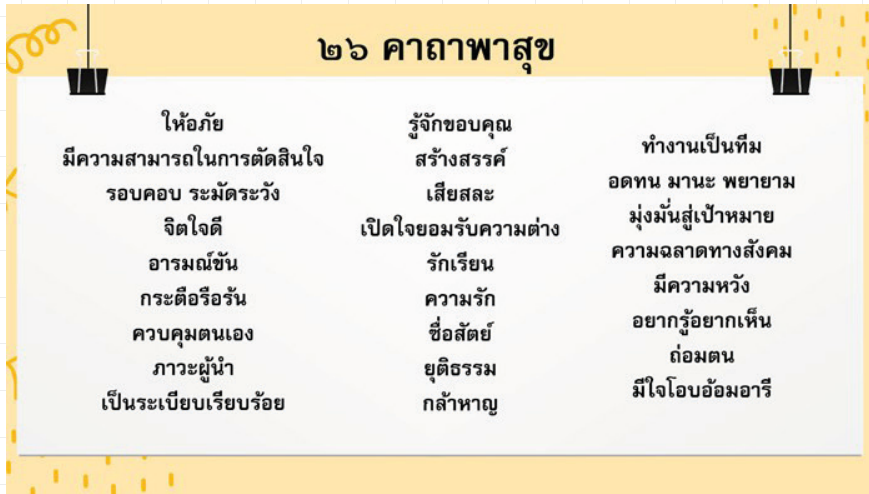 ๒๖ คาถาพาสุข
ให้อภัย
มีความสามารถในการตัดสินใจ
รอบคอบ ระมัดระวัง
จิตใจดี
อารมณ์ขัน
กระตือรือร้น
ควบคุมตนเอง
ภาวะผู้นำ
เป็นระเบียบเรียบร้อย
รู้จักขอบคุณ
สร้างสรรค์
เสียสละ
เปิดใจยอมรับความต่าง
รักเรียน
ความรัก
ซื่อสัตย์
ยุติธรรม
กล้าหาญ
ทำงานเป็นทีม
อดทน มานะ พยายาม
มุ่งมั่นสู่เป้าหมาย
ความฉลาดทางสังคม
มีความหวัง
อยากรู้อยากเห็น
ถ่อมตน
มีใจโอบอ้อมอารี